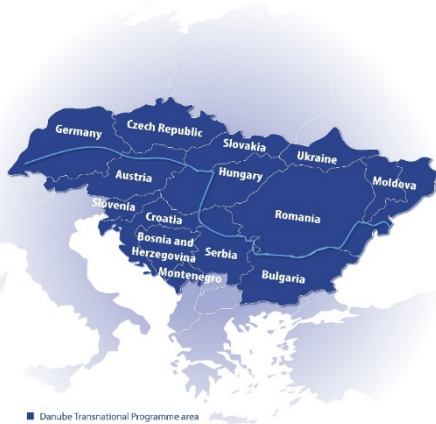 Germany
Czech Republic
Slovakia
Ukraine
Austria
Hungary
Moldova
Slovenia
Croatia
Romania
Bosnia and
Herzegovina
Serbia
Montenegro
Bulgaria
Danube Transnational Programme area